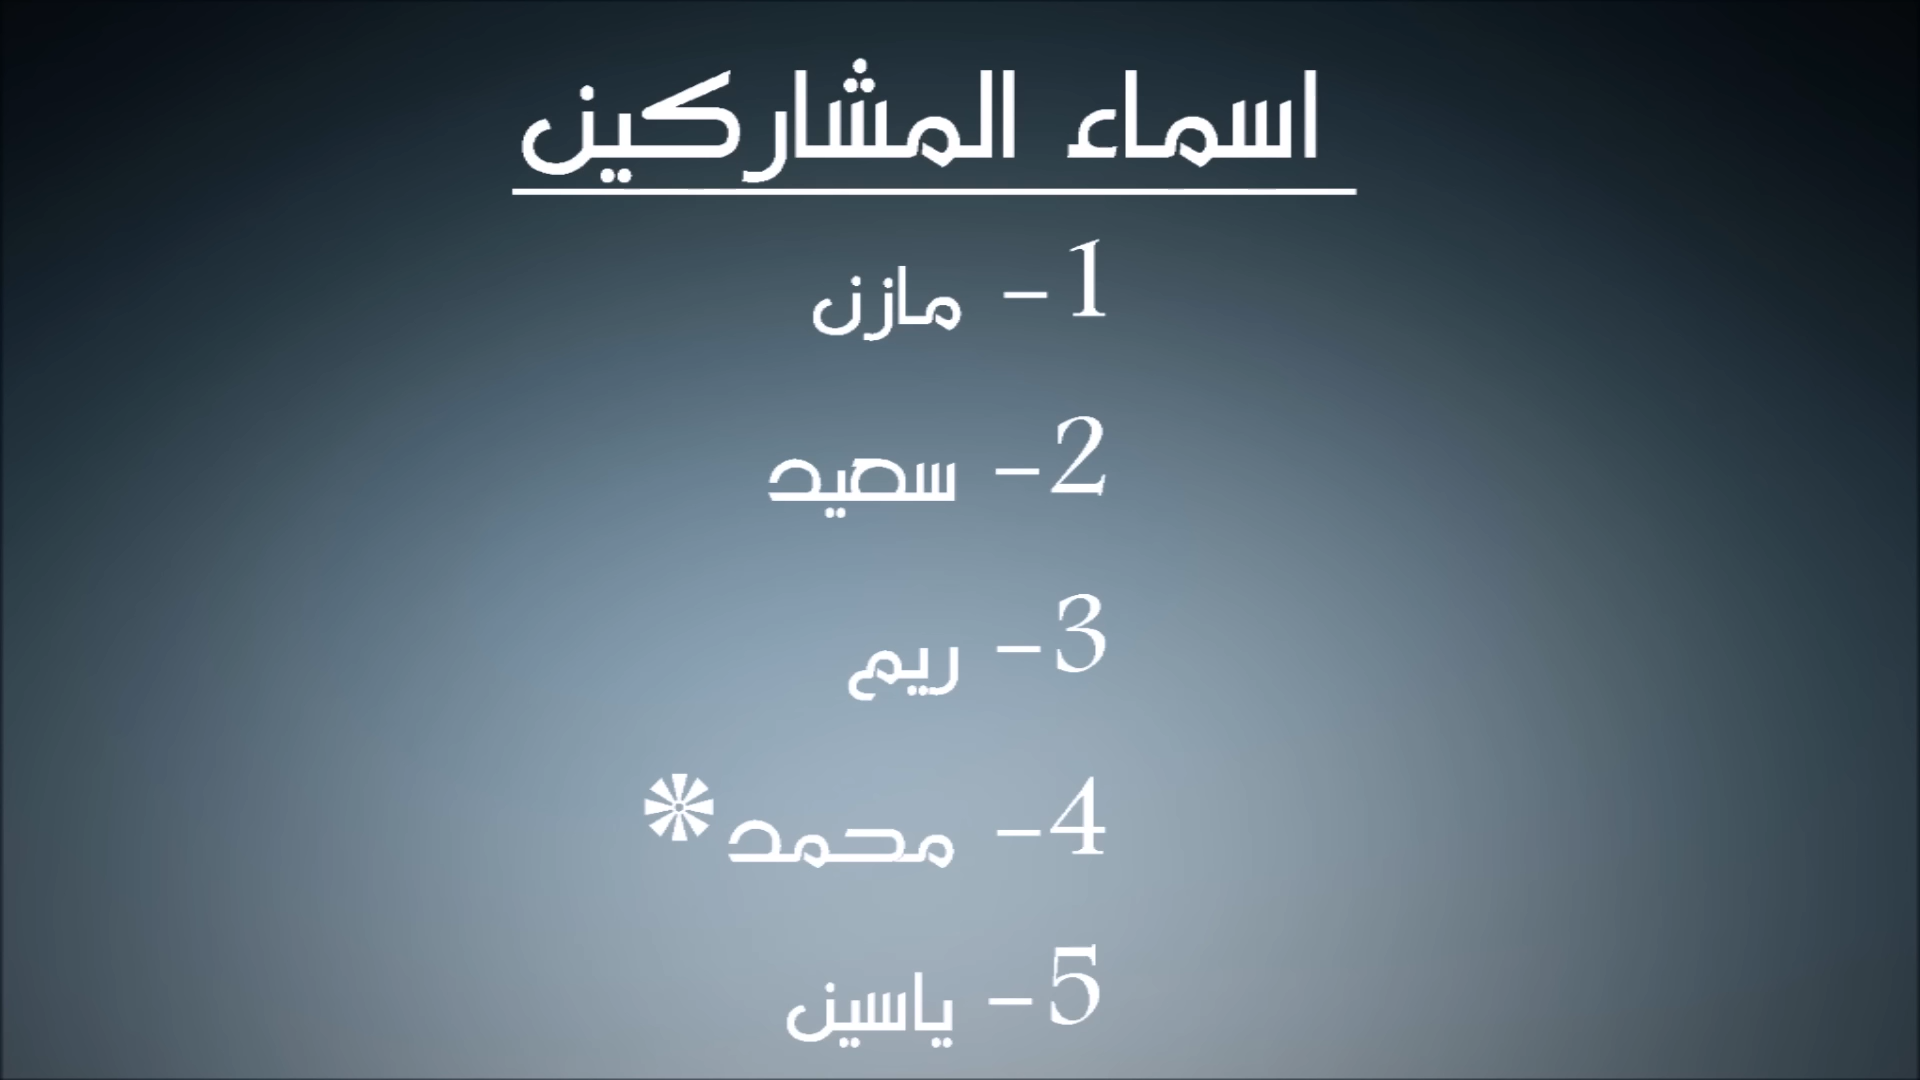 اسماء المشاركين
1- مازن
2- سعيد
3- ريم
4- محمد*
5- ياسين